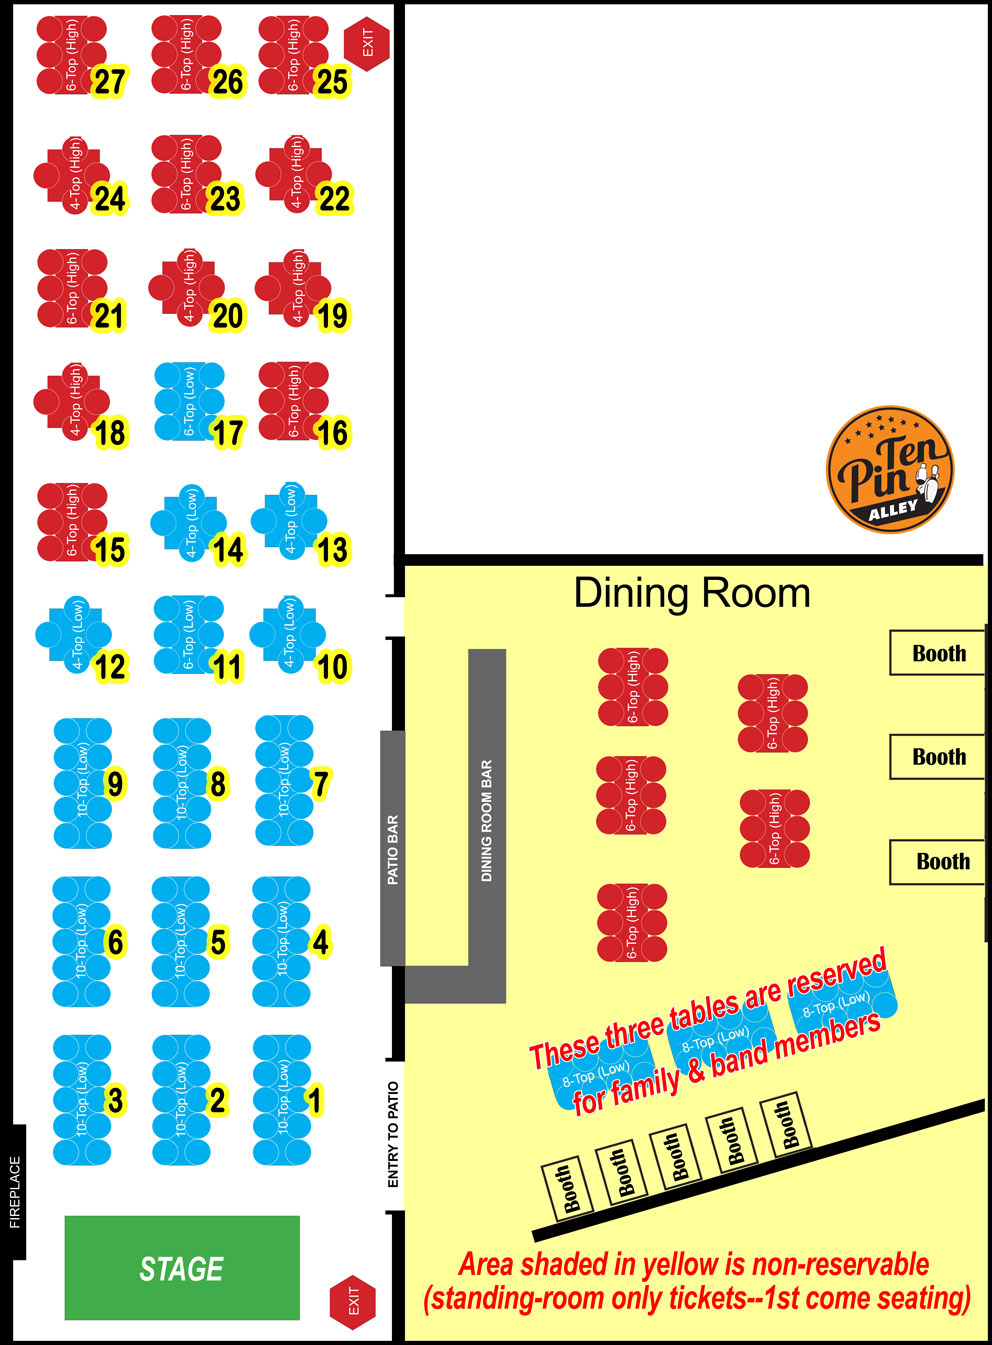 6-Top (High)
27
6-Top (High)
26
6-Top (High)
25
EXIT
4-Top (High)
24
6-Top (High)
23
4-Top (High)
22
6-Top (High)
21
4-Top (High)
20
4-Top (High)
19
4-Top (High)
18
6-Top (Low)
17
6-Top (High)
16
6-Top (High)
15
4-Top (Low)
14
4-Top (Low)
13
4-Top (Low)
12
6-Top (Low)
11
4-Top (Low)
10
10-Top (Low)
9
10-Top (Low)
8
10-Top (Low)
7
10-Top (Low)
6
10-Top (Low)
5
10-Top (Low)
4
10-Top (Low)
3
10-Top (Low)
2
10-Top (Low)
1
FIREPLACE
STAGE
EXIT
PATIO BAR
ENTRY TO PATIO
Ten
Pin
ALLEY
Dining Room
DINING ROOM BAR
6-Top (High)
6-Top (High)
6-Top (High)
6-Top (High)
6-Top (High)
Booth
Booth
Booth
These three tables are reserved
for family & band members
8-Top (Low)
8-Top (Low)
8-Top (Low)
Booth
Booth
Booth
Booth
Booth
Area shaded in yellow is non-reservable
(standing-room only tickets--1st come seating)